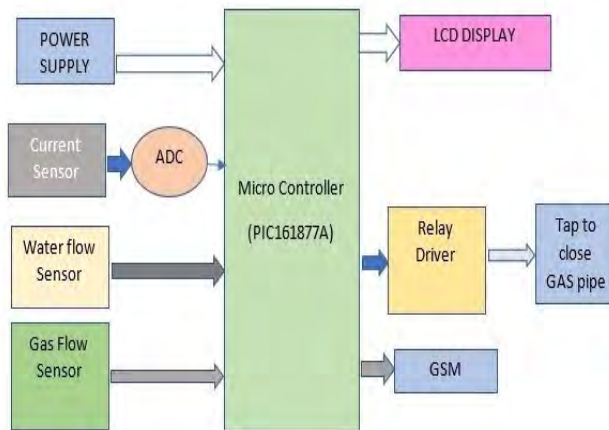 POWER
SUPPLY
LCD DISPLAY
Current
Sensor
ADC
Micro Controller
(PIC161877A)
Water flow
Sensor
Relay
Driver
Tap to
close
GAS pipe
Gas Flow
Sensor
GSM